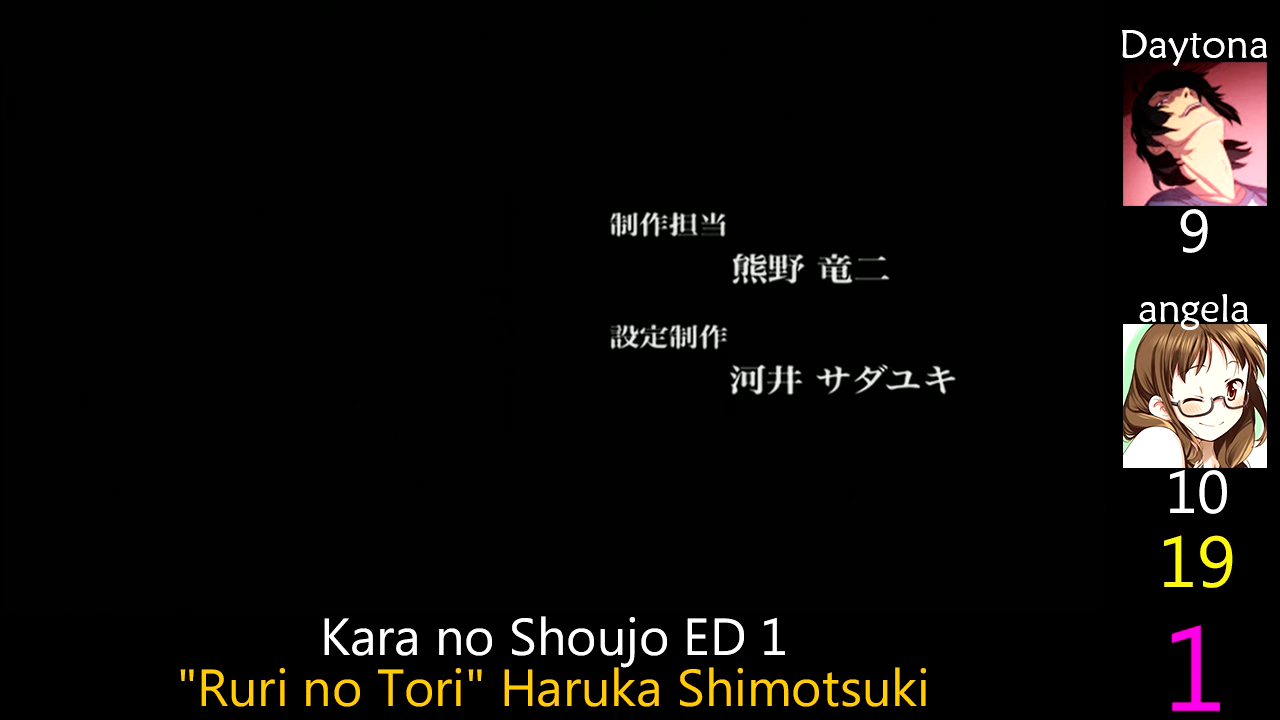 制作担当
熊野 竜二
設定制作
河井 サダユキ
Kara no Shoujo ED 1
"Ruri no Tori" Haruka Shimotsuki
Daytona
9
angela
10
19
1